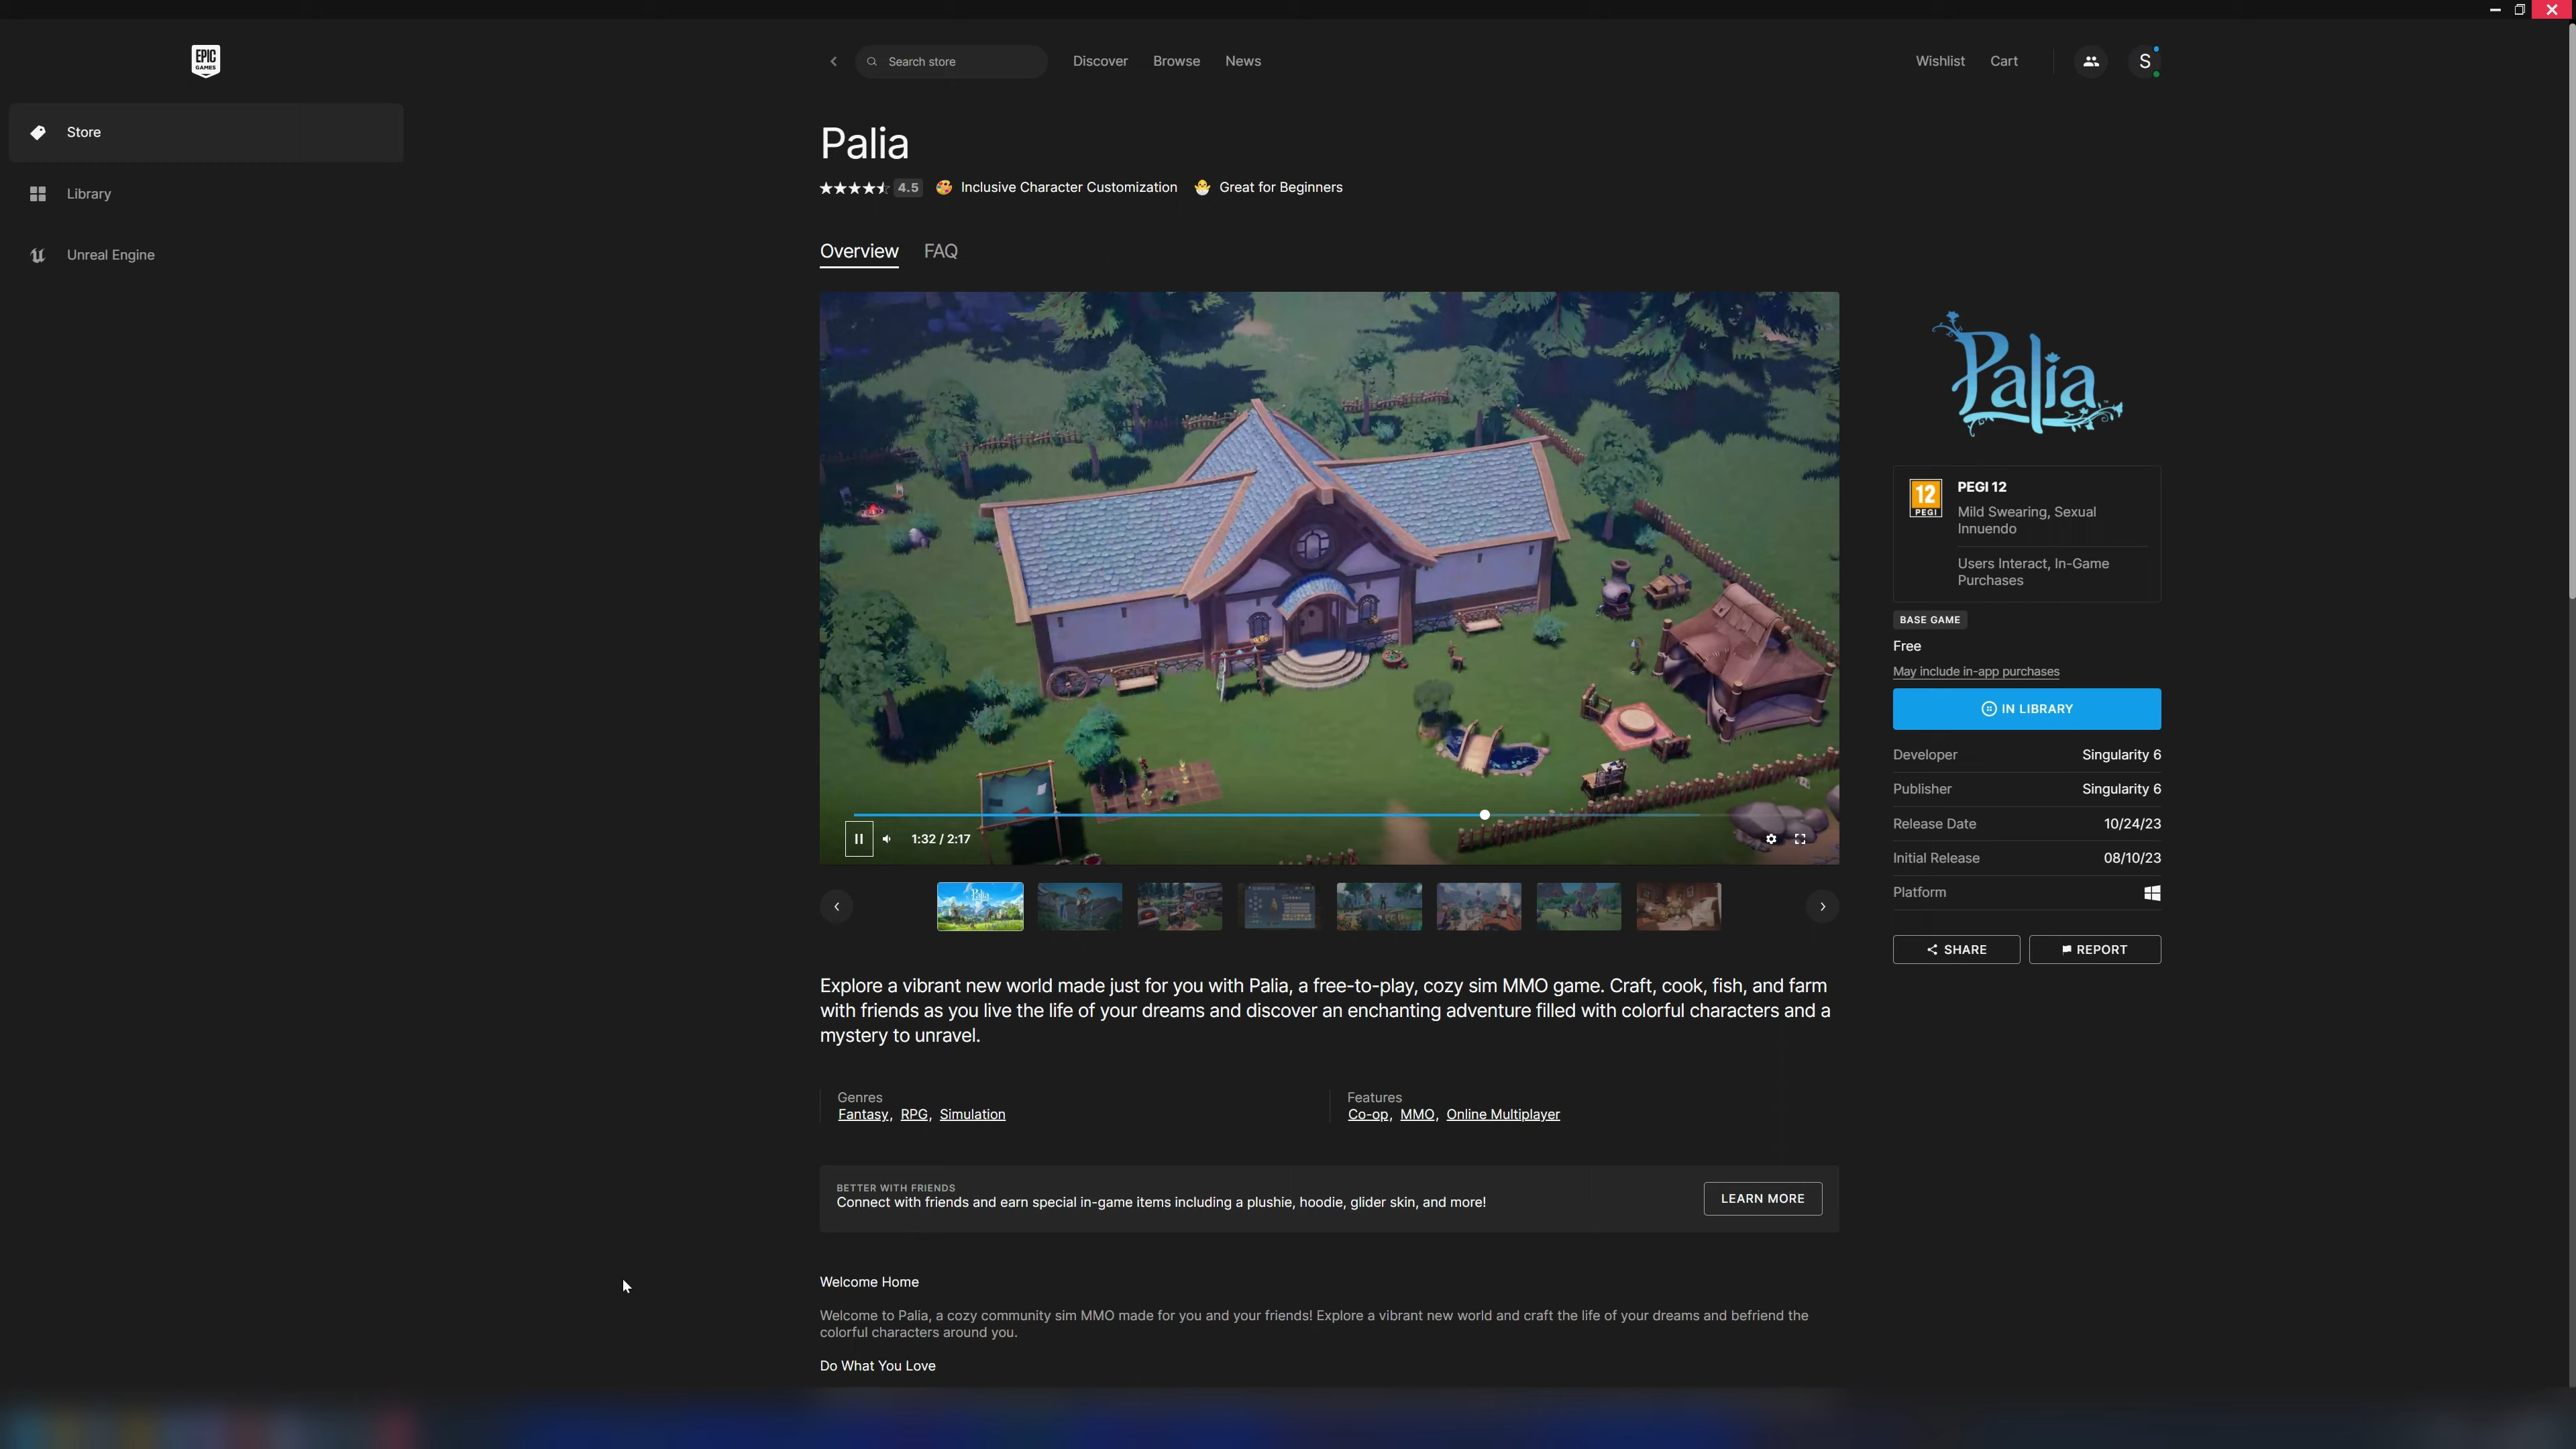 EPIC
GAMES
Search store
Discover
Browse
News
Wishlist
Cart
S
Store
Library
Unreal Engine
Palia
4.5
Inclusive Character Customization
Great for Beginners
Overview
FAQ
1:32 / 2:17
Palia
Explore a vibrant new world made just for you with Palia, a free-to-play, cozy sim MMO game. Craft, cook, fish, and farm
with friends as you live the life of your dreams and discover an enchanting adventure filled with colorful characters and a
mystery to unravel.
Genres
Fantasy, RPG, Simulation
Features
Co-op, MMO, Online Multiplayer
BETTER WITH FRIENDS
Connect with friends and earn special in-game items including a plushie, hoodie, glider skin, and more!
LEARN MORE
Welcome Home
Welcome to Palia, a cozy community sim MMO made for you and your friends! Explore a vibrant new world and craft the life of your dreams and befriend the
colorful characters around you.
Do What You Love
Palia
12
PEGI
PEGI 12
Mild Swearing, Sexual
Innuendo
Users Interact, In-Game
Purchases
BASE GAME
Free
May include in-app purchases
IN LIBRARY
Developer Singularity 6
Publisher Singularity 6
Release Date 10/24/23
Initial Release 08/10/23
Platform
SHARE
REPORT